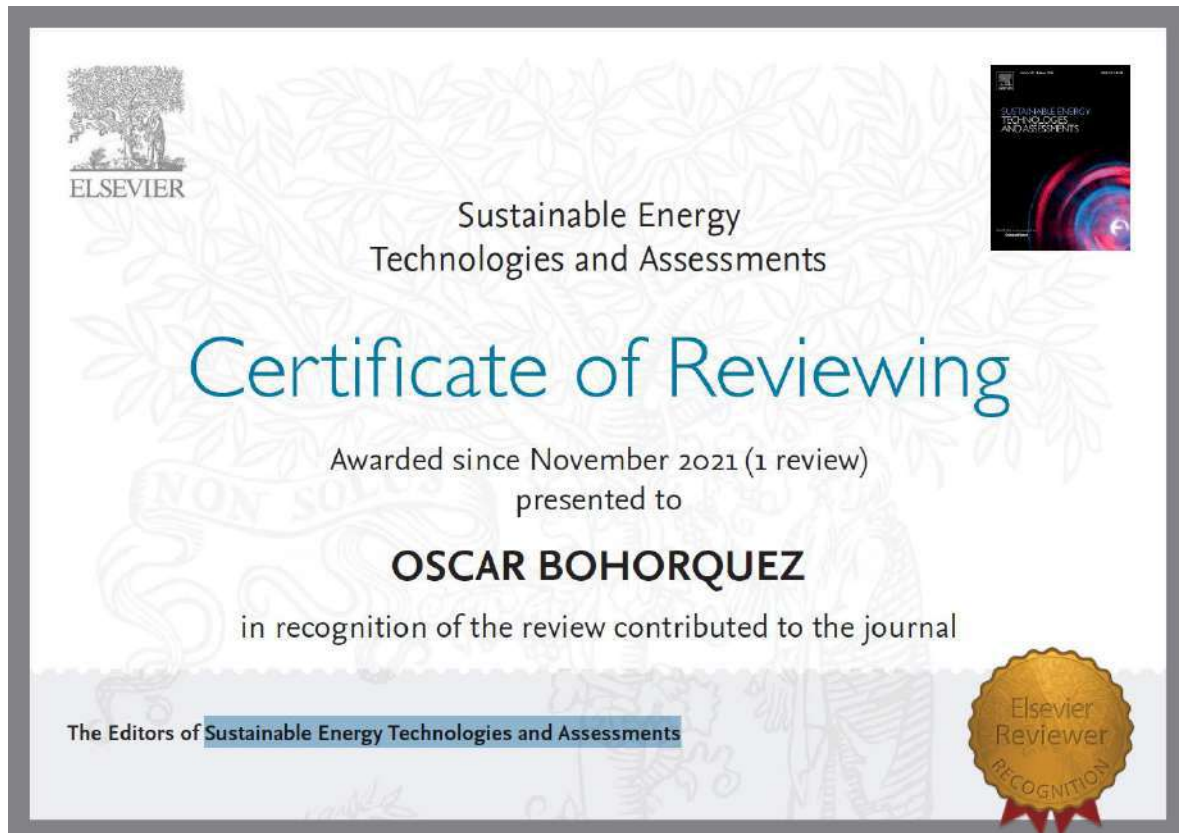 ELSEVIER
SUSTAINABLE ENERGY
TECHNOLOGIES
AND ASSESSMENTS
Sustainable Energy
Technologies and Assessments
Certificate of Reviewing
Awarded since November 2021 (1 review)
presented to
NON SOLUS
OSCAR BOHORQUEZ
in recognition of the review contributed to the journal
The Editors of Sustainable Energy Technologies and Assessments
Elsevier
Reviewer
RECOGNITION